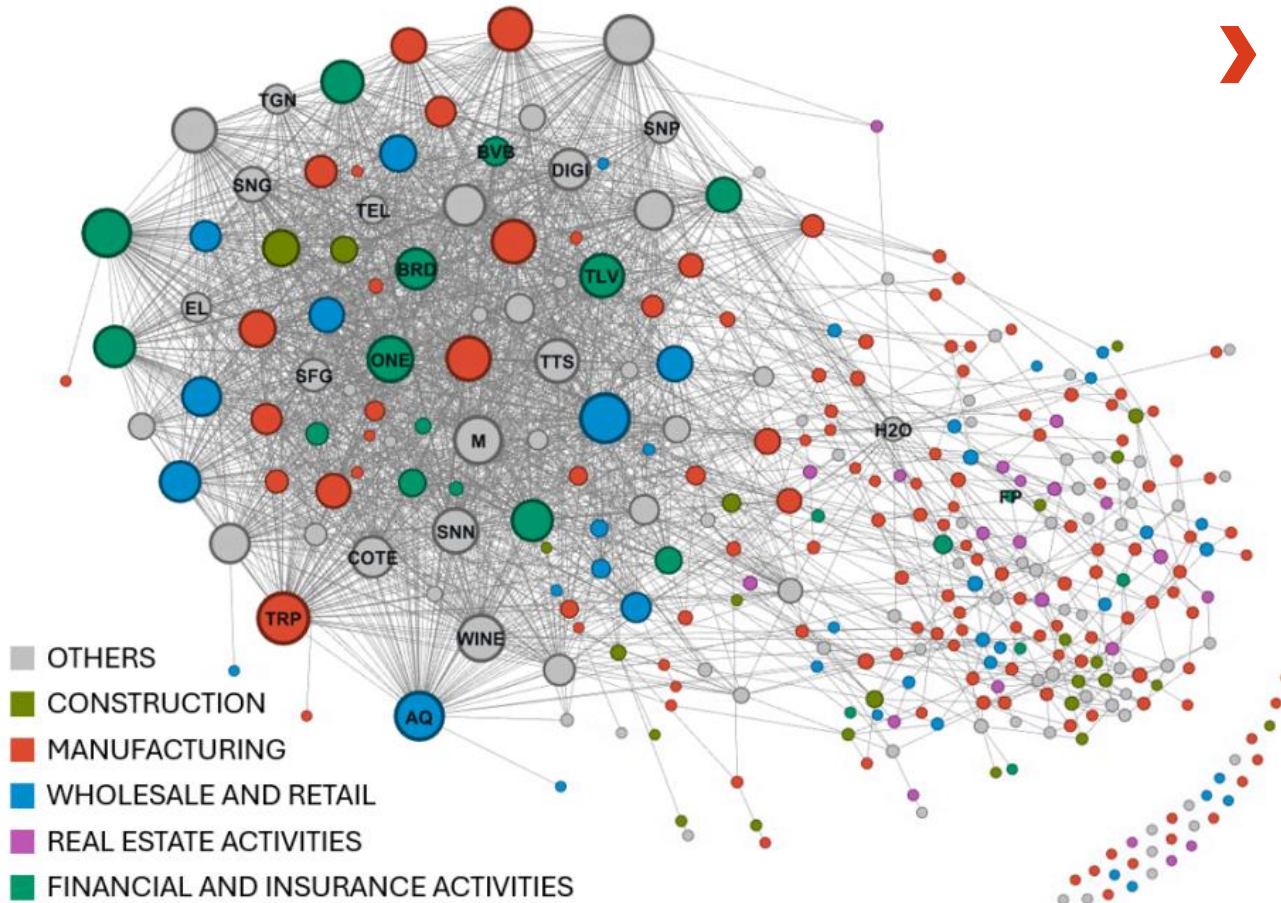 TGN
SNP
BVB
DIGI
SNG
TEL
BRD
TLV
EL
ONE
TTS
SFG
H2O
M
FP
SNN
COTE
TRP
WINE
AQ
OTHERS
CONSTRUCTION
MANUFACTURING
WHOLESALE AND RETAIL
REAL ESTATE ACTIVITIES
FINANCIAL AND INSURANCE ACTIVITIES